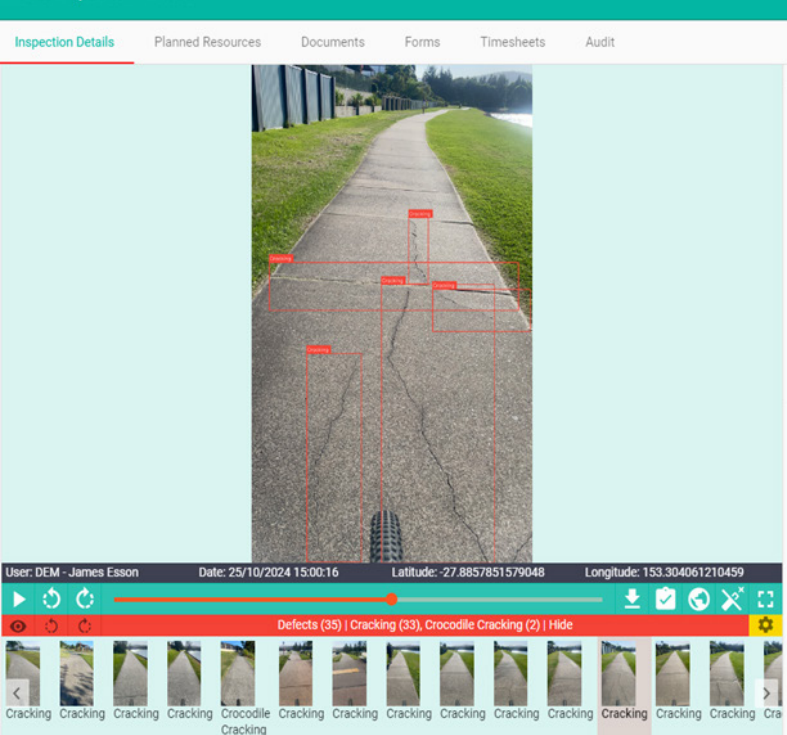 Inspection Details Planned Resources Documents Forms Timesheets Audit
Cracking
Cracking
Cracking
Cracking
Cracking
User: DEM - James Esson Date: 25/10/2024 15:00:16 Latitude: -27.8857851579048 Longitude: 153.304061210459
Defects (35) | Cracking (33), Crocodile Cracking (2) | Hide
Cracking Cracking Cracking Cracking Crocodile Cracking Cracking Cracking Cracking Cracking Cracking Cracking Cracking Cracking Cracking Cra